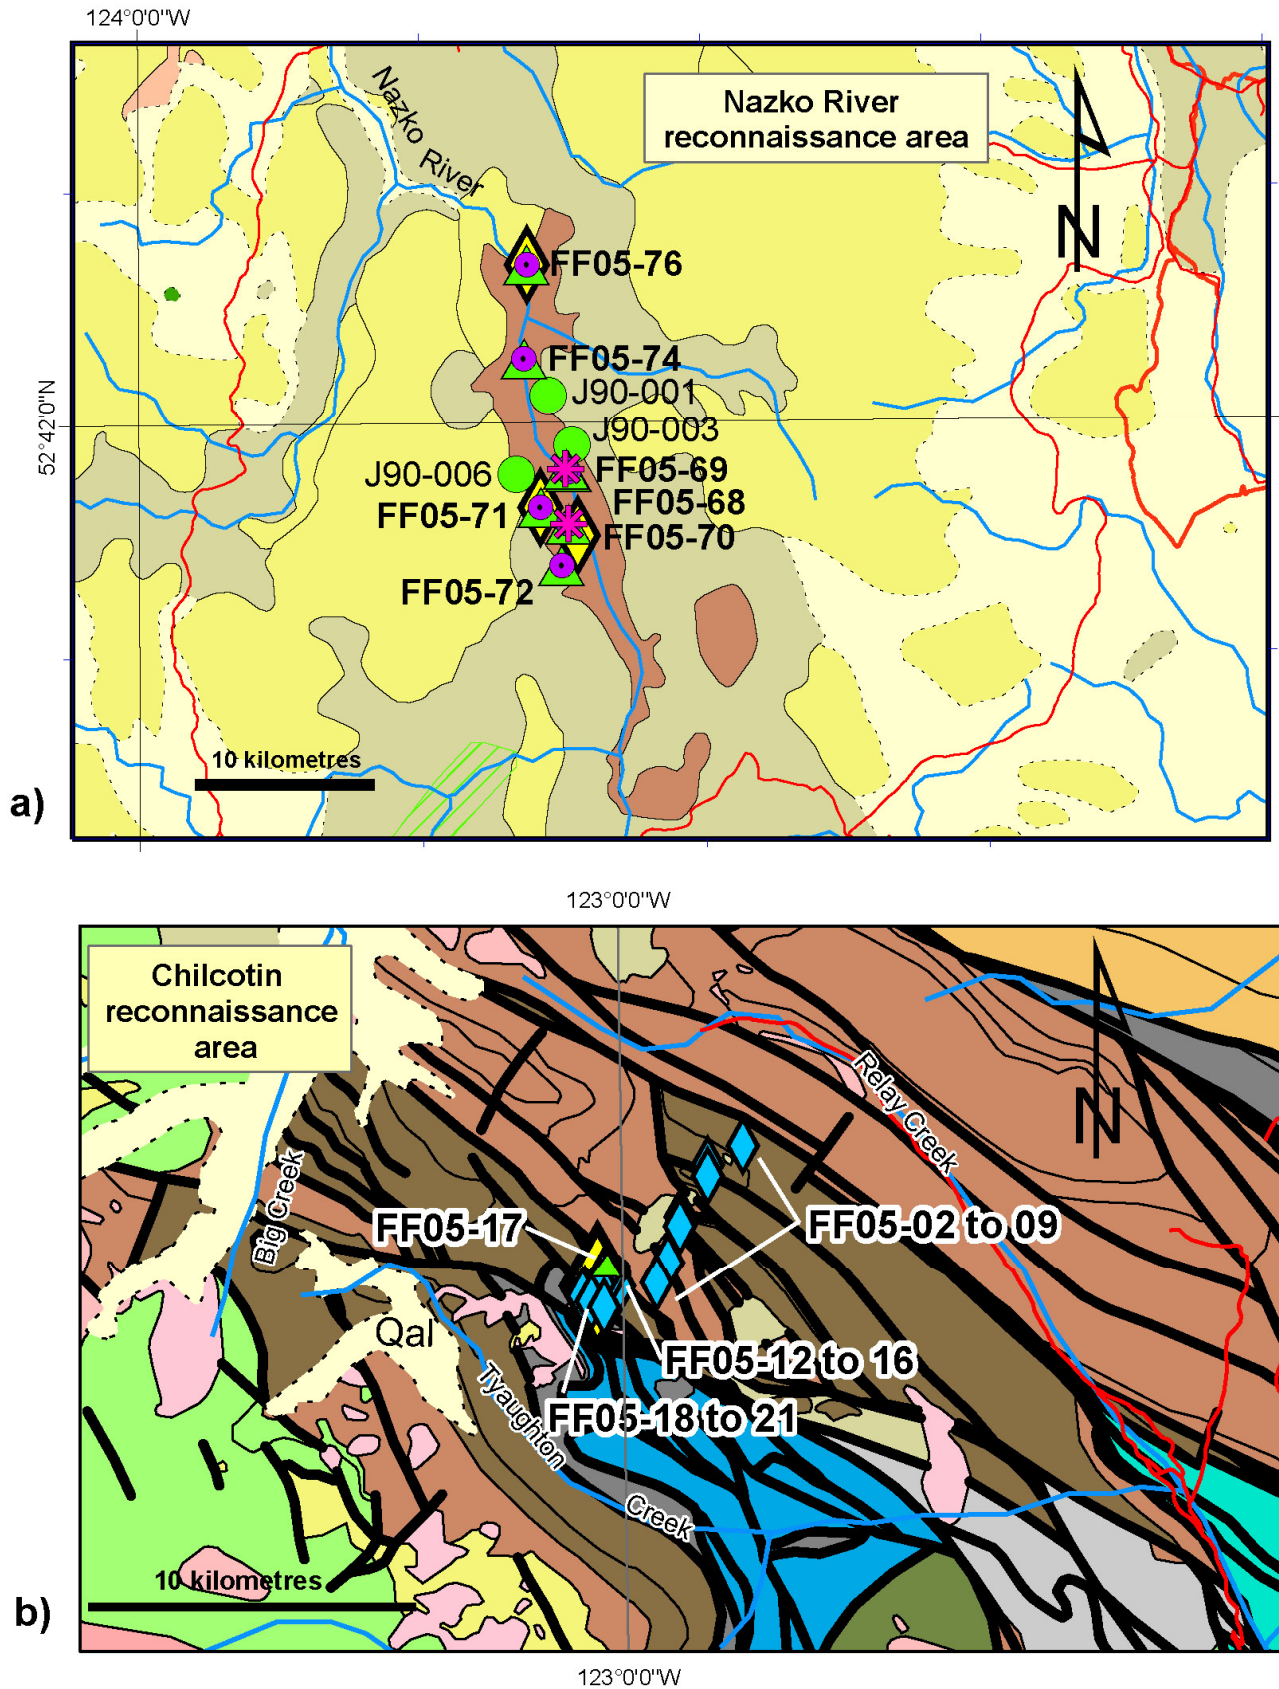 124°0'0"W
Nazko River
reconnaissance area
Nazko River
N
FF05-76
FF05-74
J90-001
52°42'0"N
J90-003
J90-006
FF05-69
FF05-68
FF05-71
FF05-70
FF05-72
10 kilometres
a)
123°0'0"W
Chilcotin
reconnaissance
area
Relay Creek
N
Big Creek
FF05-17
FF05-02 to 09
Qal
FF05-12 to 16
Tyaughton
FF05-18 to 21
Creek
10 kilometres
b)
123°0'0"W